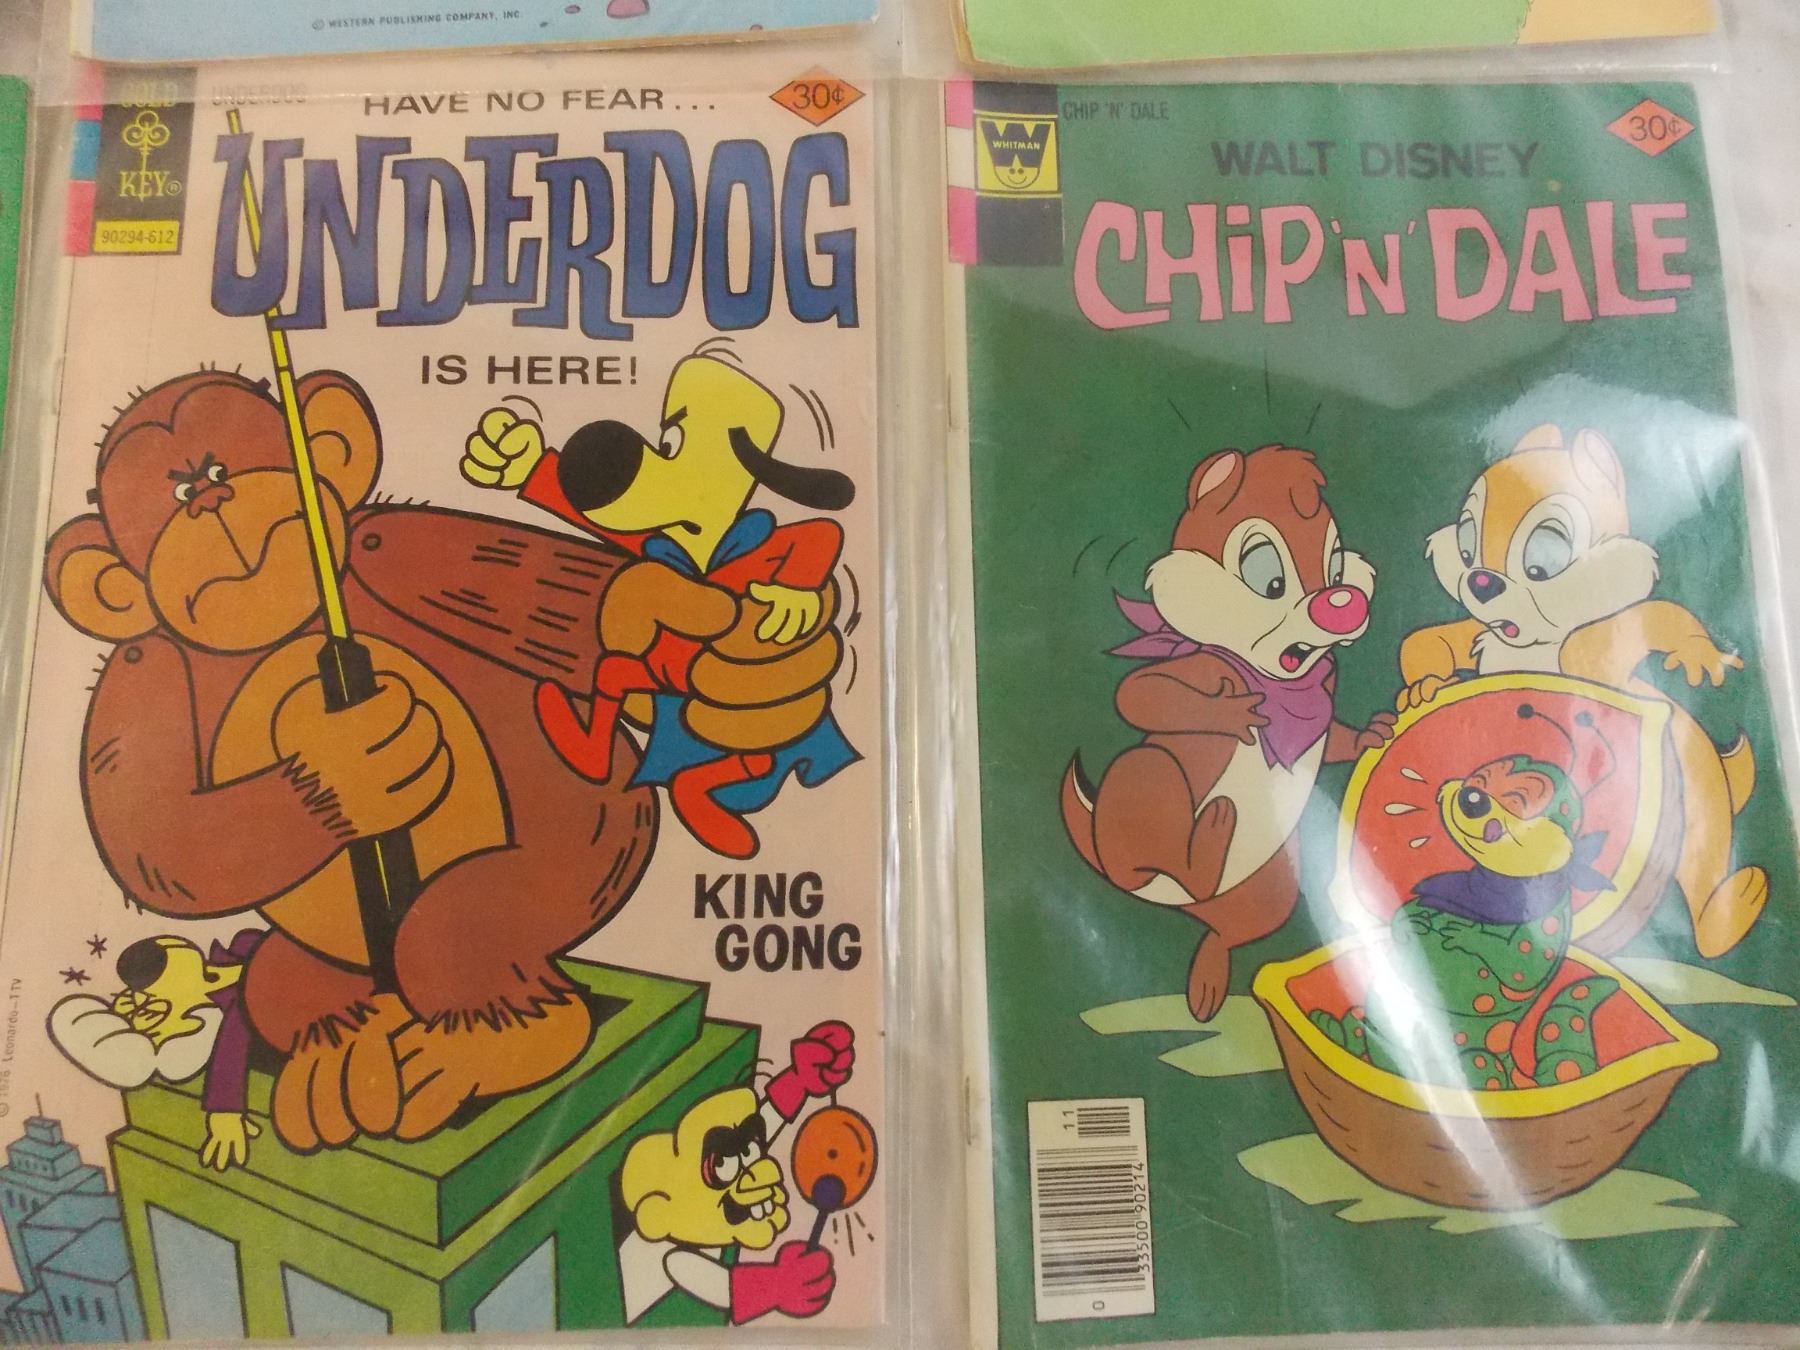 © WESTERN PUBLISHING COMPANY, INC.
GOLD
KEY®
90294-612
UNDERDOG
HAVE NO FEAR...
30¢
UNDERDOG
IS HERE!
KING
GONG
© 1976 Leonardo-TTV
WHITMAN
CHIP 'N' DALE
30¢
WALT DISNEY
CHIP 'N' DALE
11
0
33500 90214